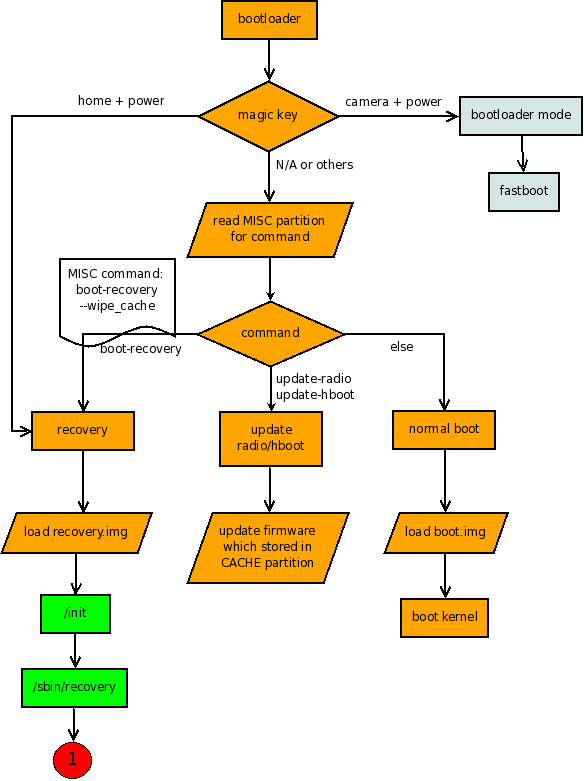 bootloader
home + power
magic key
camera + power
bootloader mode
N/A or others
fastboot
read MISC partition
for command
MISC command:
boot-recovery
--wipe_cache
command
boot-recovery
else
update-radio
update-hboot
recovery
update
radio/hboot
normal boot
load recovery.img
update firmware
which stored in
CACHE partition
load boot.img
/init
boot kernel
/sbin/recovery
1